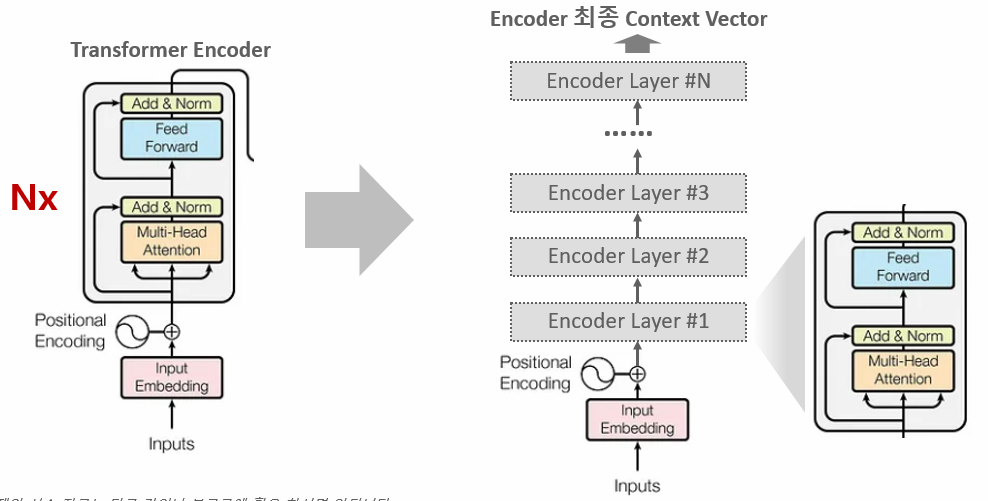 Transformer Encoder
Add & Norm
Feed
Forward
Nx
Add & Norm
Multi-Head
Attention
Positional
Encoding
Input
Embedding
Inputs
Encoder 최종 Context Vector
Encoder Layer #N
......
Encoder Layer #3
Encoder Layer #2
Encoder Layer #1
Positional
Encoding
Input
Embedding
Inputs
Add & Norm
Feed
Forward
Add & Norm
Multi-Head
Attention